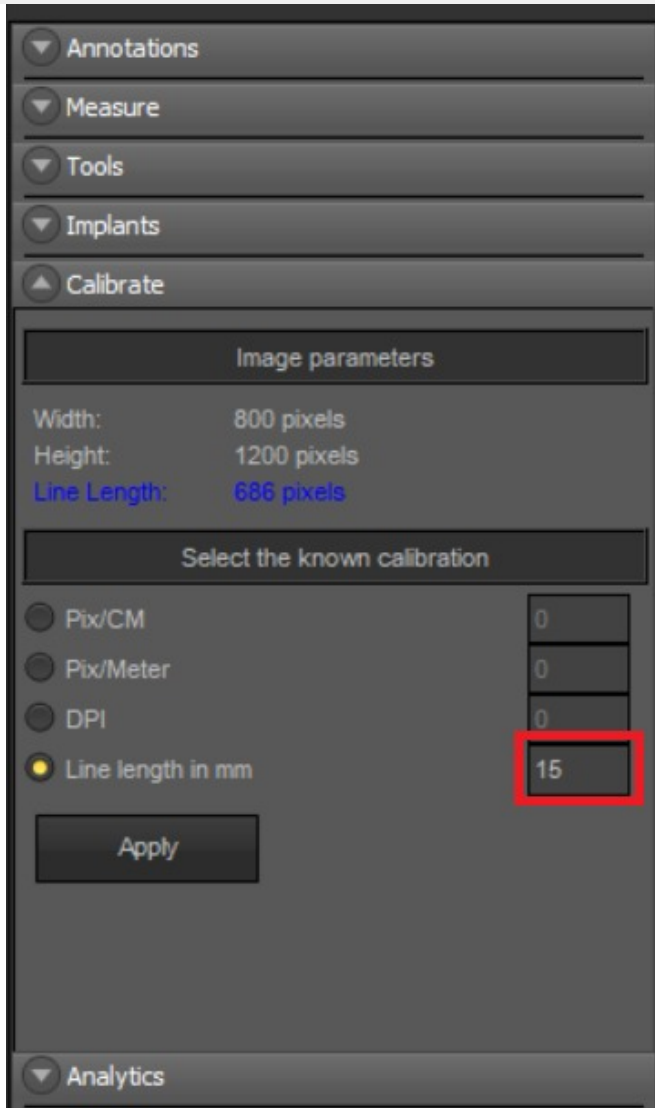 Annotations
Measure
Tools
Implants
Calibrate
Image parameters
Width: 800 pixels
Height: 1200 pixels
Line Length: 686 pixels
Select the known calibration
Pix/CM 0
Pix/Meter 0
DPI 0
Line length in mm 15
Apply
Analytics